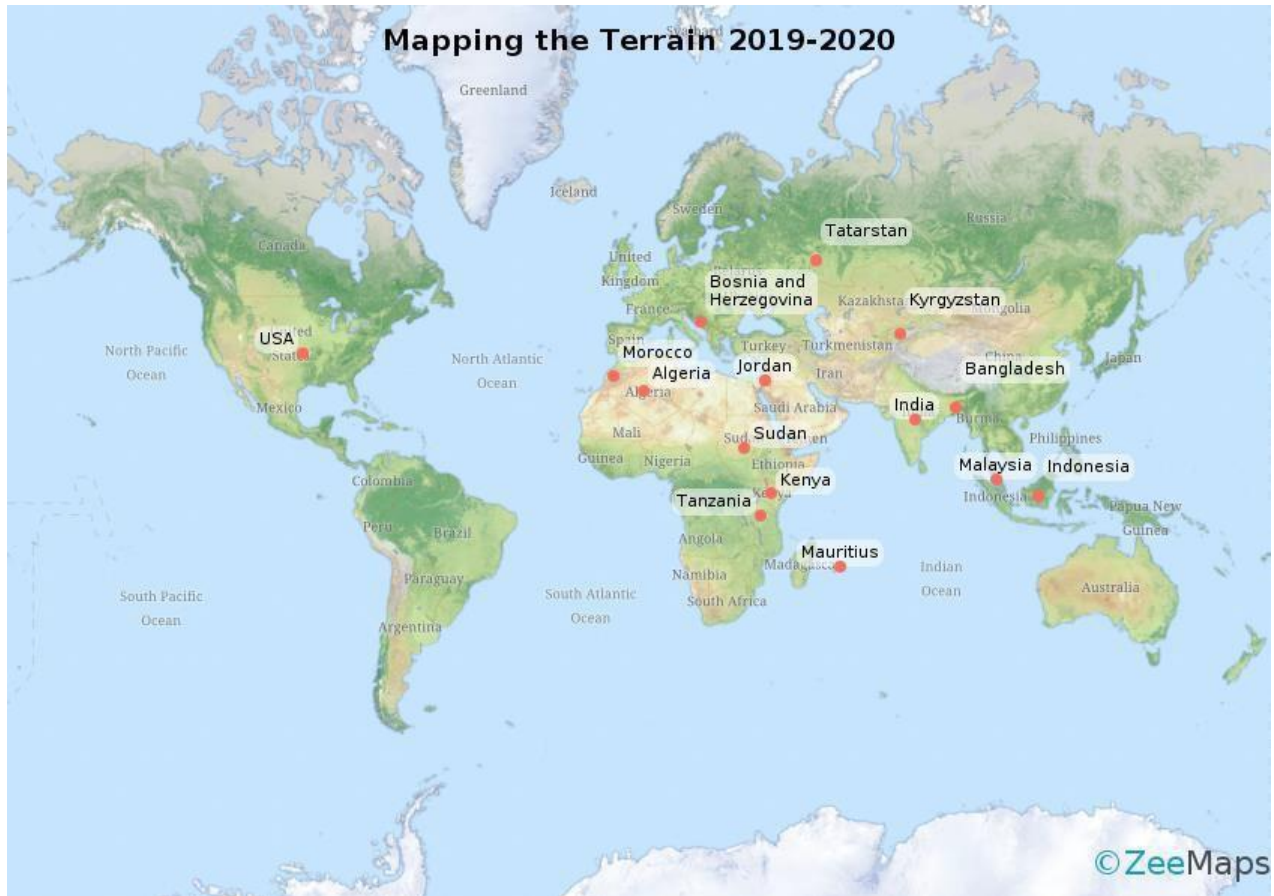 Mapping the Terrain 2019-2020
Greenland
Iceland
Sweden
Russia
Tatarstan
Canada
United
Kingdom
Bosnia and
Herzegovina
Kyrgyzstan
France
Spain
USA
Turkey
Turkmenistan
Japan
North Pacific
Ocean
North Atlantic
Ocean
Morocco
Algeria
Algeria
Jordan
Iran
Bangladesh
Mexico
Saudi Arabia
India
Burma
Mali
Sudan
Philippines
Guinea
Nigeria
Ethiopia
Malaysia
Indonesia
Colombia
Kenya
Indonesia
Tanzania
Papua New
Guinea
Peru
Brazil
Angola
Mauritius
Namibia
Indian
Ocean
Paraguay
Australia
South Pacific
Ocean
South Atlantic
Ocean
South Africa
Argentina
©ZeeMaps